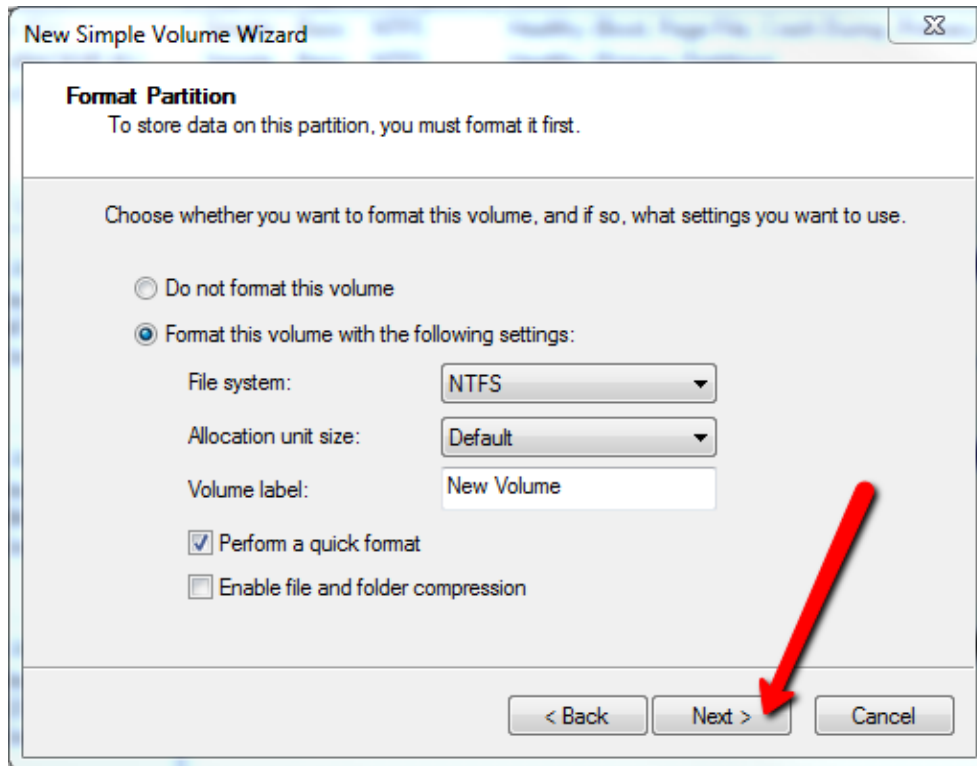 New Simple Volume Wizard
Format Partition
To store data on this partition, you must format it first.
Choose whether you want to format this volume, and if so, what settings you want to use.
Do not format this volume
Format this volume with the following settings:
File system: NTFS
Allocation unit size: Default
Volume label: New Volume
Perform a quick format
Enable file and folder compression
< Back Next > Cancel